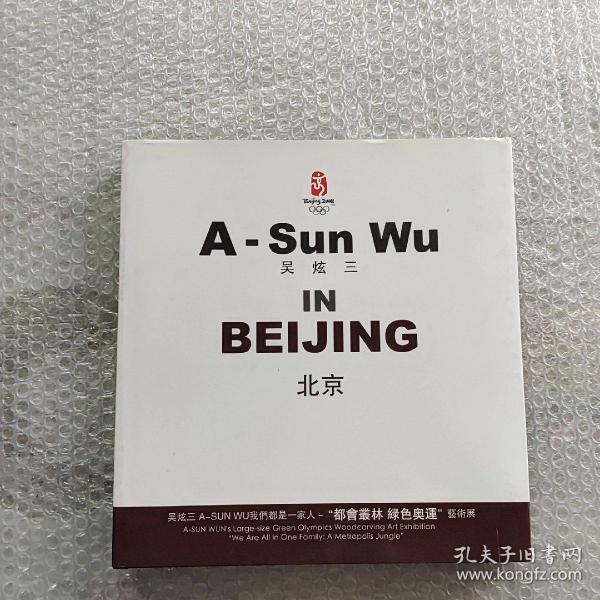 Beijing 2008
A-Sun Wu
吴炫三
IN
BEIJING
北京
吴炫三 A-SUN WU我們都是一家人-“都會叢林 綠色奧運”藝術展
A-SUN WUN's Large-size Green Olympics Woodcarving Art Exhibition
"We Are All In One Family: A Metropolis Jungle"
孔夫子旧书网
www.kongfz.com